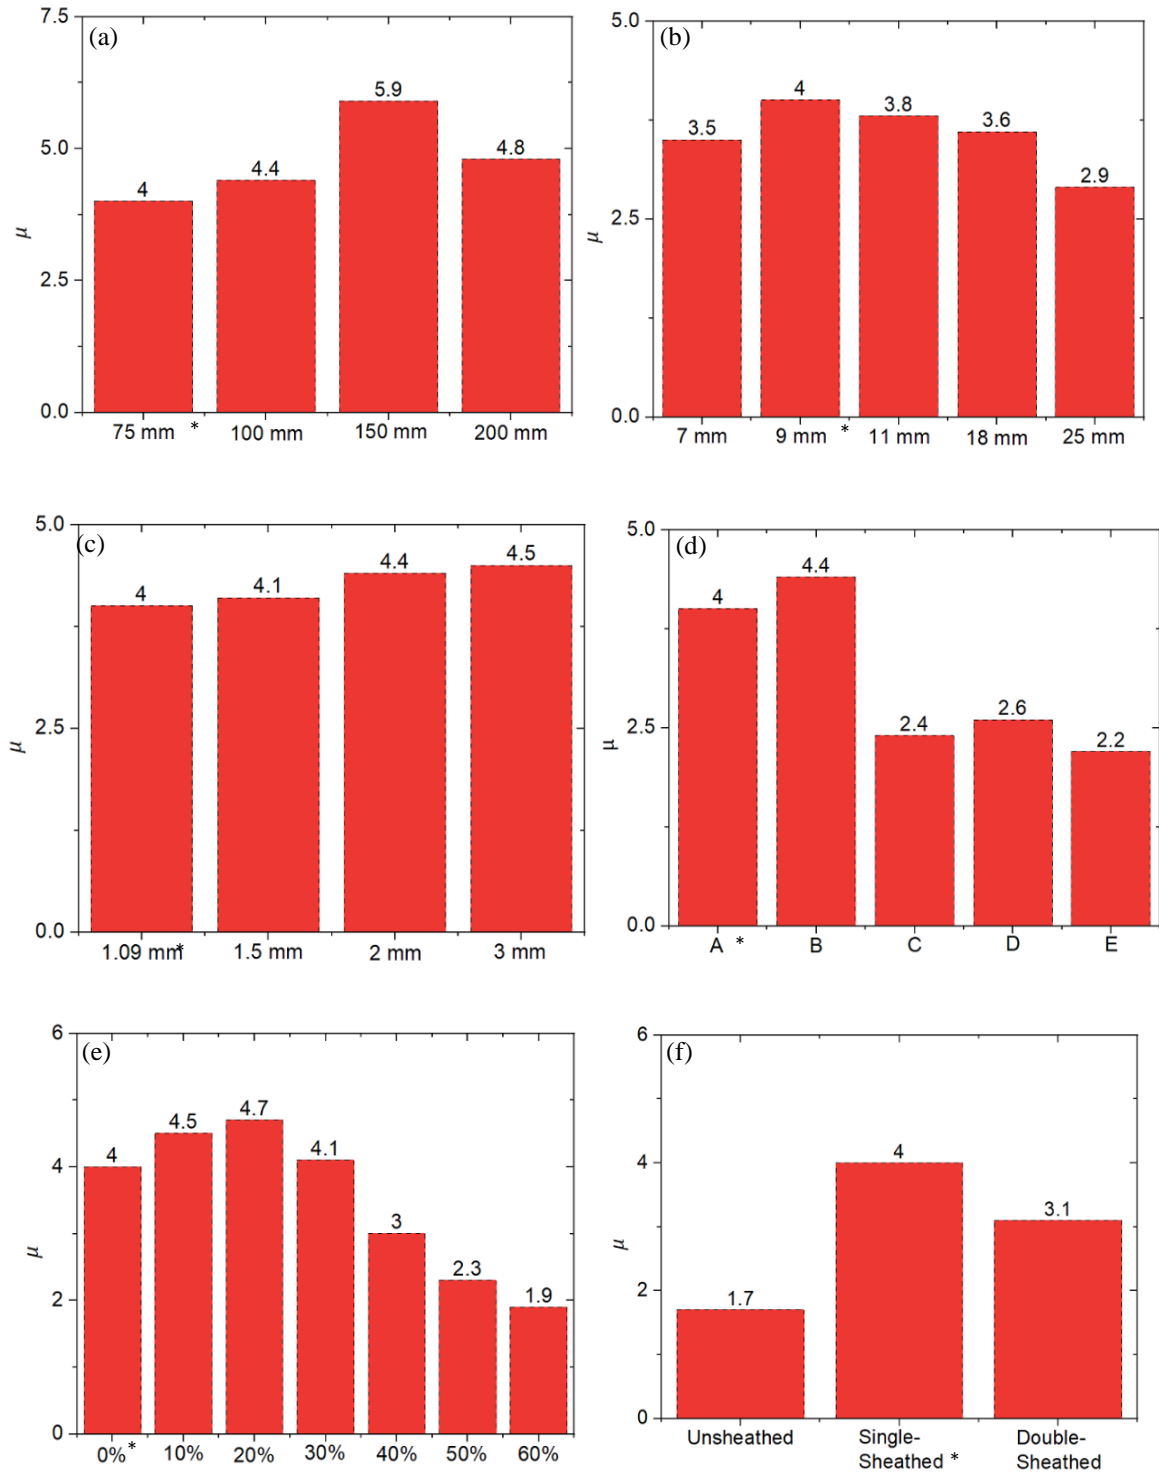 (a)
7.5
5.0
2.5
0.0
μ
4
4.4
5.9
4.8
75 mm *
100 mm
150 mm
200 mm
(b)
5.0
2.5
0.0
μ
3.5
4
3.8
3.6
2.9
7 mm
9 mm *
11 mm
18 mm
25 mm
(c)
5.0
2.5
0.0
μ
4
4.1
4.4
4.5
1.09 mm*
1.5 mm
2 mm
3 mm
(d)
5.0
2.5
0.0
μ
4
4.4
2.4
2.6
2.2
A *
B
C
D
E
(e)
6
4
2
0
μ
4
4.5
4.7
4.1
3
2.3
1.9
0% *
10%
20%
30%
40%
50%
60%
(f)
6
4
2
0
μ
1.7
4
3.1
Unsheathed
Single-
Sheathed *
Double-
Sheathed